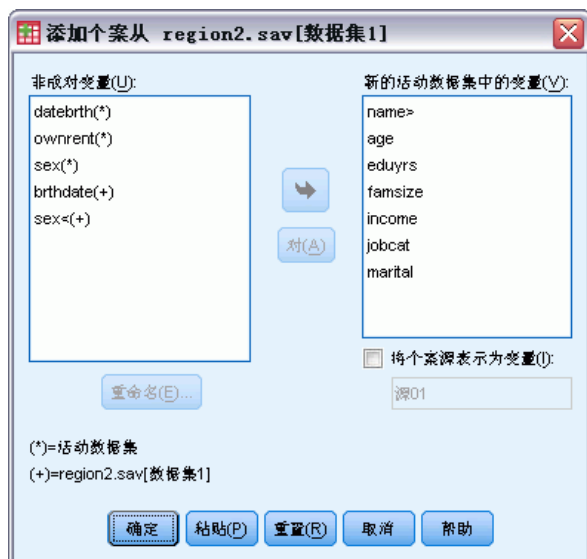 添加个案从 region2.sav[数据集1]
非成对变量(U):
datebrth(*)
ownrent(*)
sex(*)
brthdate(+)
sex<(+)
对(A)
重命名(E)...
新的活动数据集中的变量(V):
name>
age
eduyrs
famsize
income
jobcat
marital
将个案源表示为变量(I):
源01
(*)=活动数据集
(+)=region2.sav[数据集1]
确定 粘贴(P) 重置(R) 取消 帮助